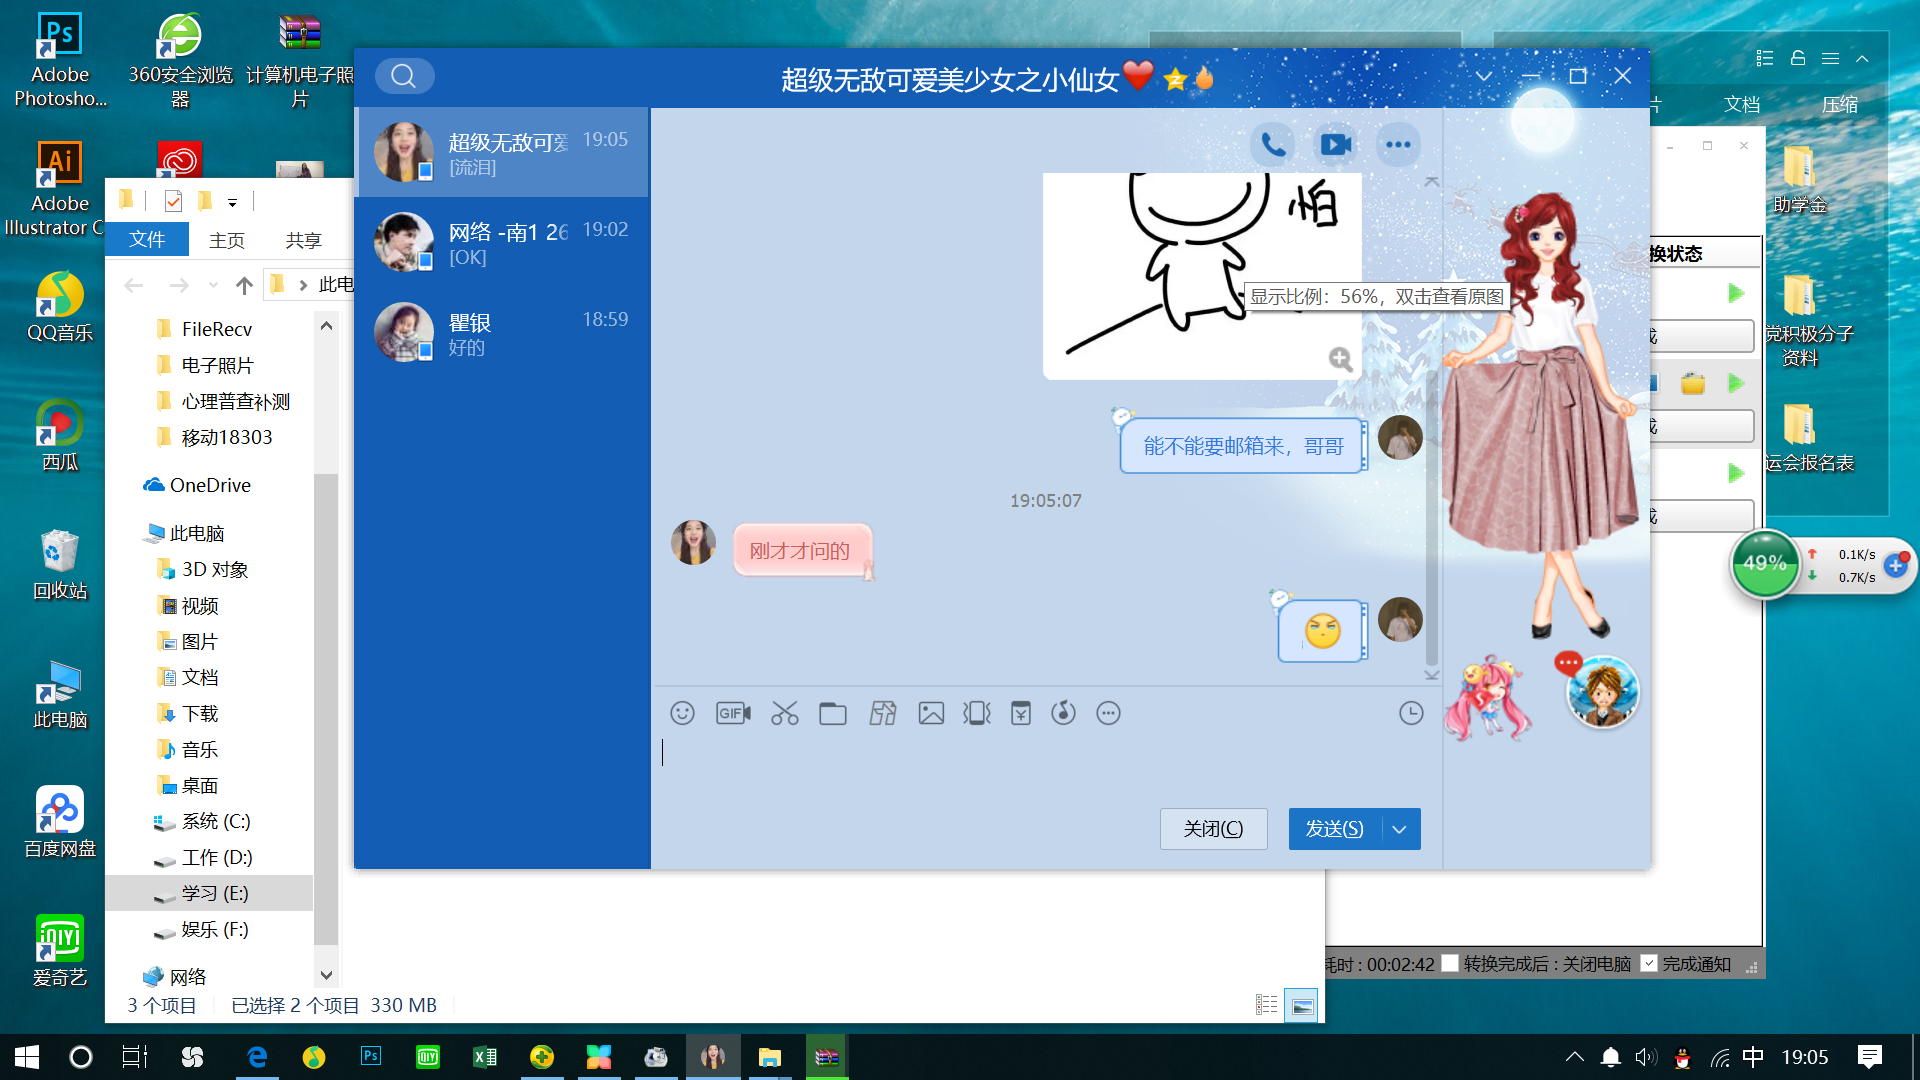 Adobe
Photosho...
360安全浏览
器
计算机电子照
片
Adobe
Illustrator C
QQ音乐
西瓜
回收站
此电脑
百度网盘
爱奇艺
文件
主页
共享
此电
FileRecv
电子照片
心理普查补测
移动18303
OneDrive
此电脑
3D 对象
视频
图片
文档
下载
音乐
桌面
系统 (C:)
工作 (D:)
学习 (E:)
娱乐 (F:)
网络
3 个项目
已选择 2 个项目
330 MB
超级无敌可爱美少女之小仙女
超级无敌可爱
19:05
[流泪]
网络 -南1 26
19:02
[OK]
瞿银
18:59
好的
怕
显示比例：56%，双击查看原图
能不能要邮箱来，哥哥
19:05:07
刚才才问的
GIF
关闭(C)
发送(S)
片
文档
压缩
助学金
换状态
党积极分子
资料
运会报名表
成
成
成
49%
0.1K/s
0.7K/s
耗时 : 00:02:42
转换完成后 : 关闭电脑
完成通知
中
19:05